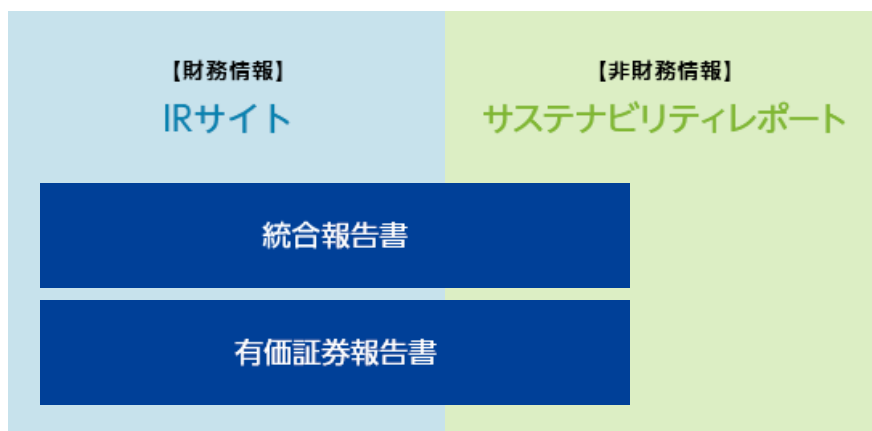 【財務情報】
IRサイト
【非財務情報】
サステナビリティレポート
統合報告書
有価証券報告書